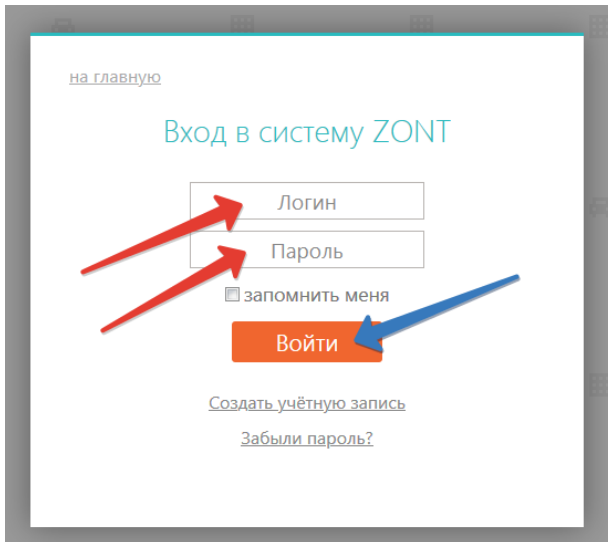 на главную
Вход в систему ZONT
Логин
Пароль
запомнить меня
Войти
Создать учётную запись
Забыли пароль?